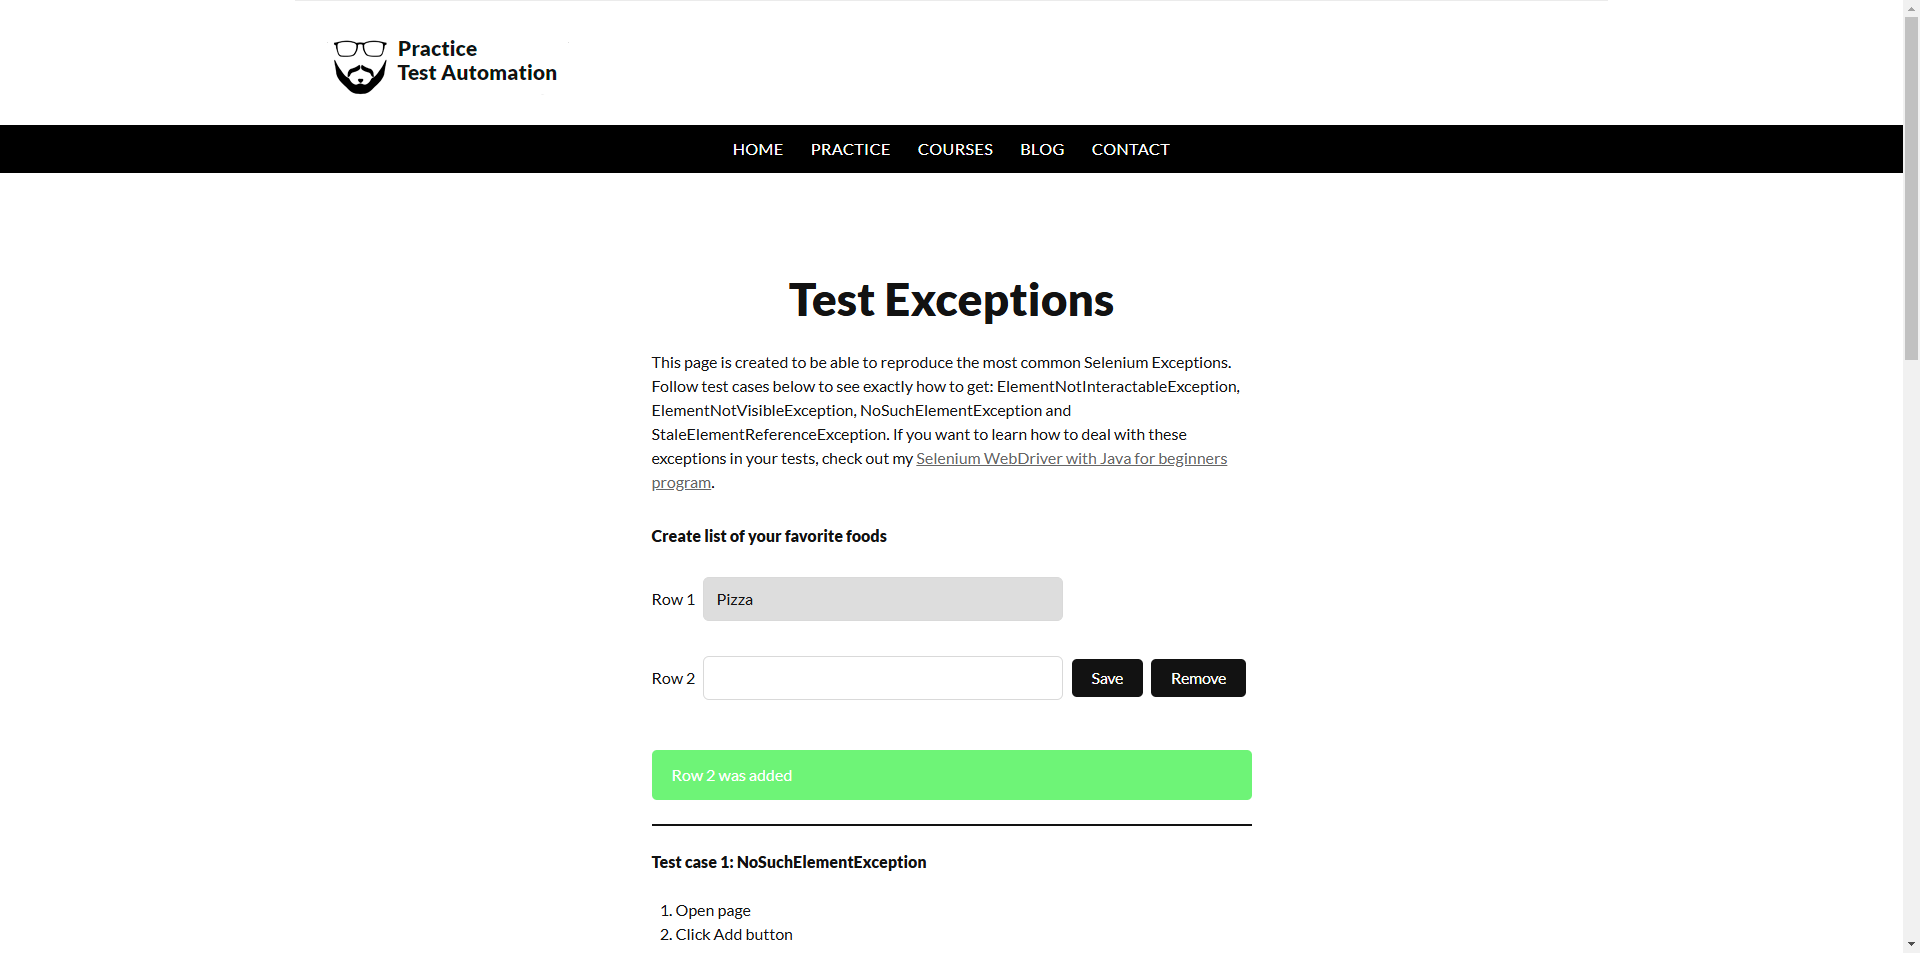 Practice
Test Automation
HOME PRACTICE COURSES BLOG CONTACT
Test Exceptions
This page is created to be able to reproduce the most common Selenium Exceptions.
Follow test cases below to see exactly how to get: ElementNotInteractableException,
ElementNotVisibleException, NoSuchElementException and
StaleElementReferenceException. If you want to learn how to deal with these
exceptions in your tests, check out my Selenium WebDriver with Java for beginners
program.
Create list of your favorite foods
Row 1 Pizza
Row 2 Save Remove
Row 2 was added
Test case 1: NoSuchElementException
1. Open page
2. Click Add button